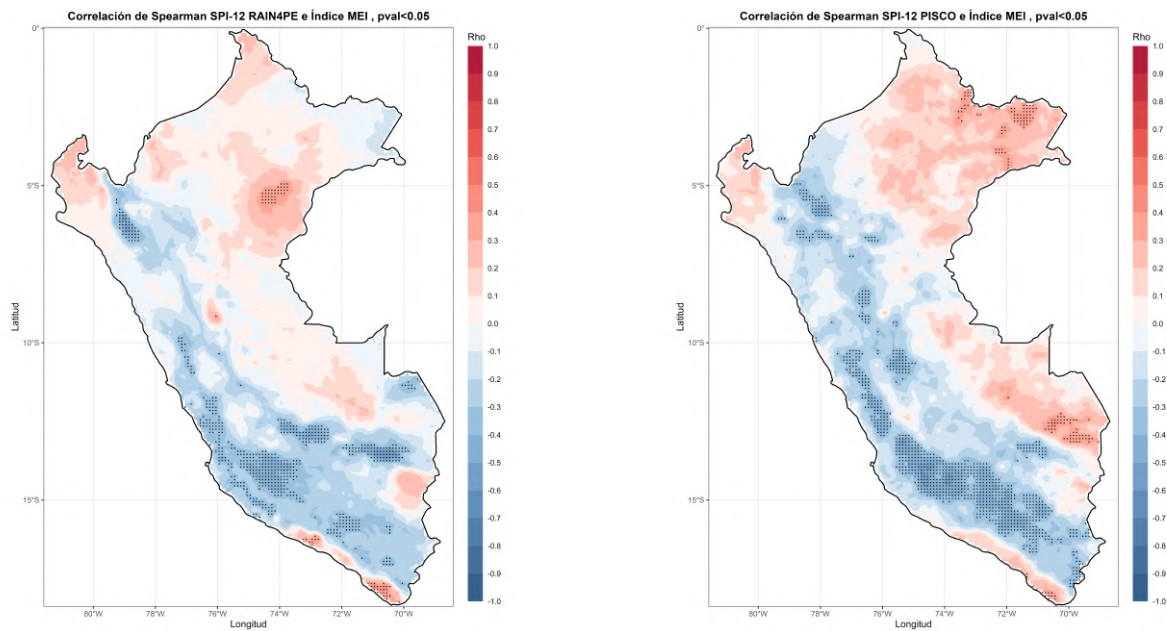 Correlación de Spearman SPI-12 RAIN4PE e Índice MEI , pval<0.05
Rho
1.0
0.9
0.8
0.7
0.6
0.5
0.4
0.3
0.2
0.1
0.0
-0.1
-0.2
-0.3
-0.4
-0.5
-0.6
-0.7
-0.8
-0.9
-1.0
0°
5°S
10°S
15°S
Latitud
80°W 78°W 76°W 74°W 72°W 70°W
Longitud
Correlación de Spearman SPI-12 PISCO e Índice MEI , pval<0.05
Rho
1.0
0.9
0.8
0.7
0.6
0.5
0.4
0.3
0.2
0.1
0.0
-0.1
-0.2
-0.3
-0.4
-0.5
-0.6
-0.7
-0.8
-0.9
-1.0
0°
5°S
10°S
15°S
Latitud
80°W 78°W 76°W 74°W 72°W 70°W
Longitud